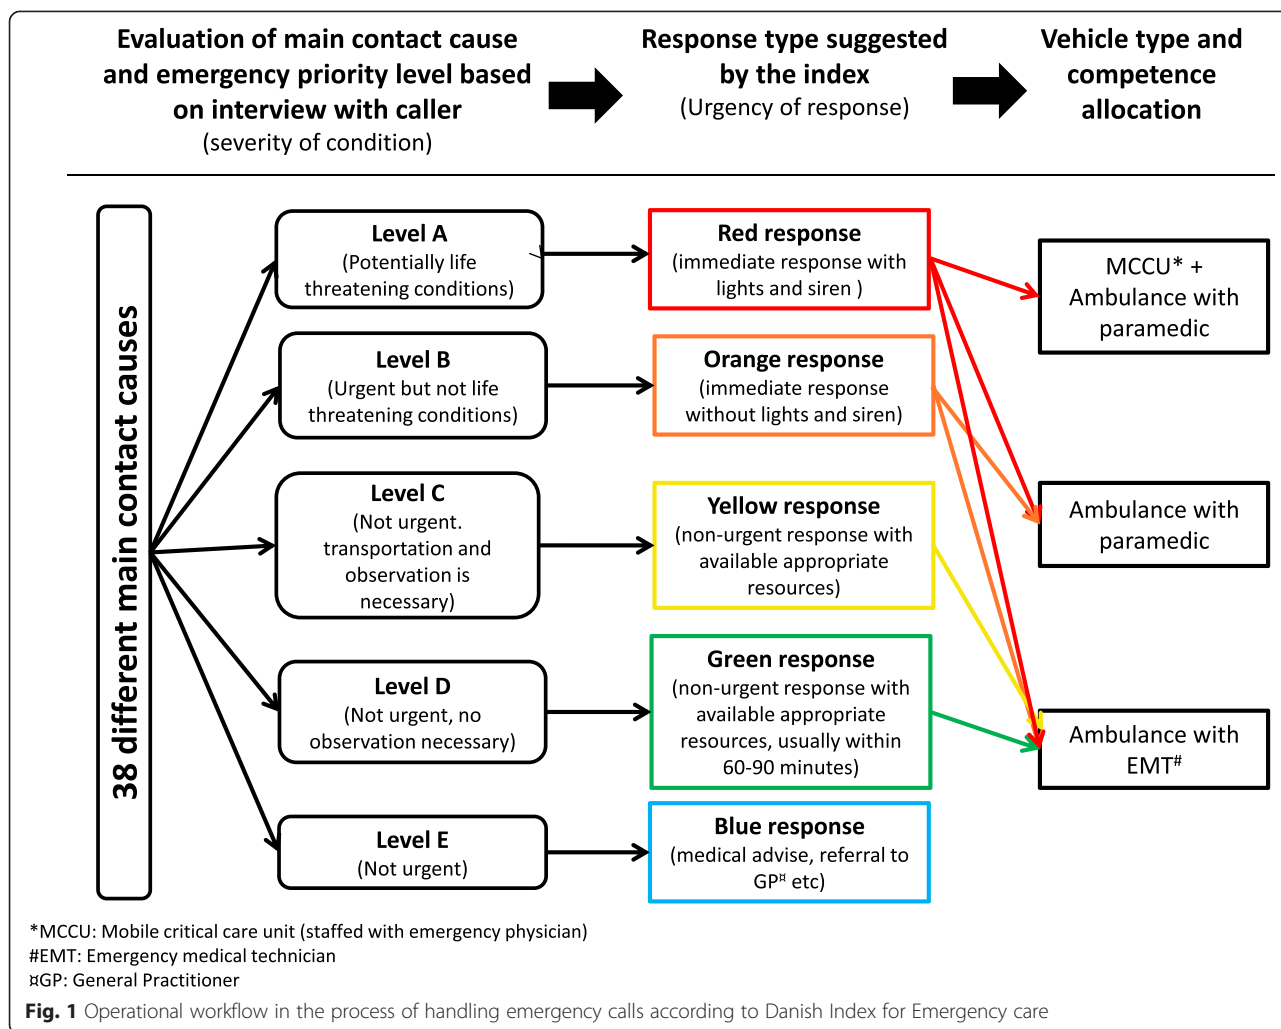 Evaluation of main contact cause
and emergency priority level based
on interview with caller
(severity of condition)
Response type suggested
by the index
(Urgency of response)
Vehicle type and
competence
allocation
38 different main contact causes
Level A
(Potentially life
threatening conditions)
Level B
(Urgent but not life
threatening conditions)
Level C
(Not urgent.
transportation and
observation is
necessary)
Level D
(Not urgent, no
observation necessary)
Level E
(Not urgent)
Red response
(immediate response with
lights and siren )
Orange response
(immediate response
without lights and siren)
Yellow response
(non-urgent response with
available appropriate
resources)
Green response
(non-urgent response with
available appropriate
resources, usually within
60-90 minutes)
Blue response
(medical advise, referral to
GP¤ etc)
MCCU* +
Ambulance with
paramedic
Ambulance with
paramedic
Ambulance with
EMT#
*MCCU: Mobile critical care unit (staffed with emergency physician)
#EMT: Emergency medical technician
¤GP: General Practitioner
Fig. 1 Operational workflow in the process of handling emergency calls according to Danish Index for Emergency care